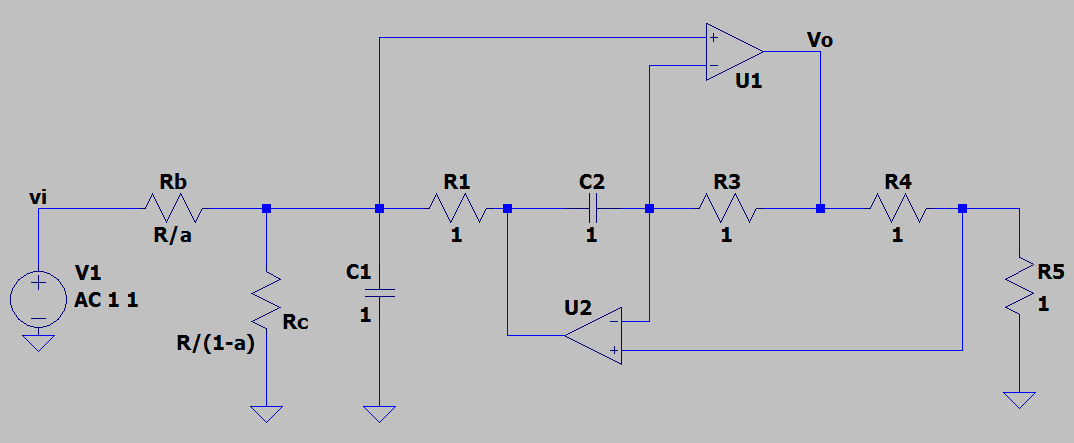 Vo
+
−
U1
vi
Rb
R1
C2
R3
R4
R/a
1
1
1
1
V1
AC 1 1
+
−
C1
1
Rc
R/(1-a)
U2
−
+
R5
1